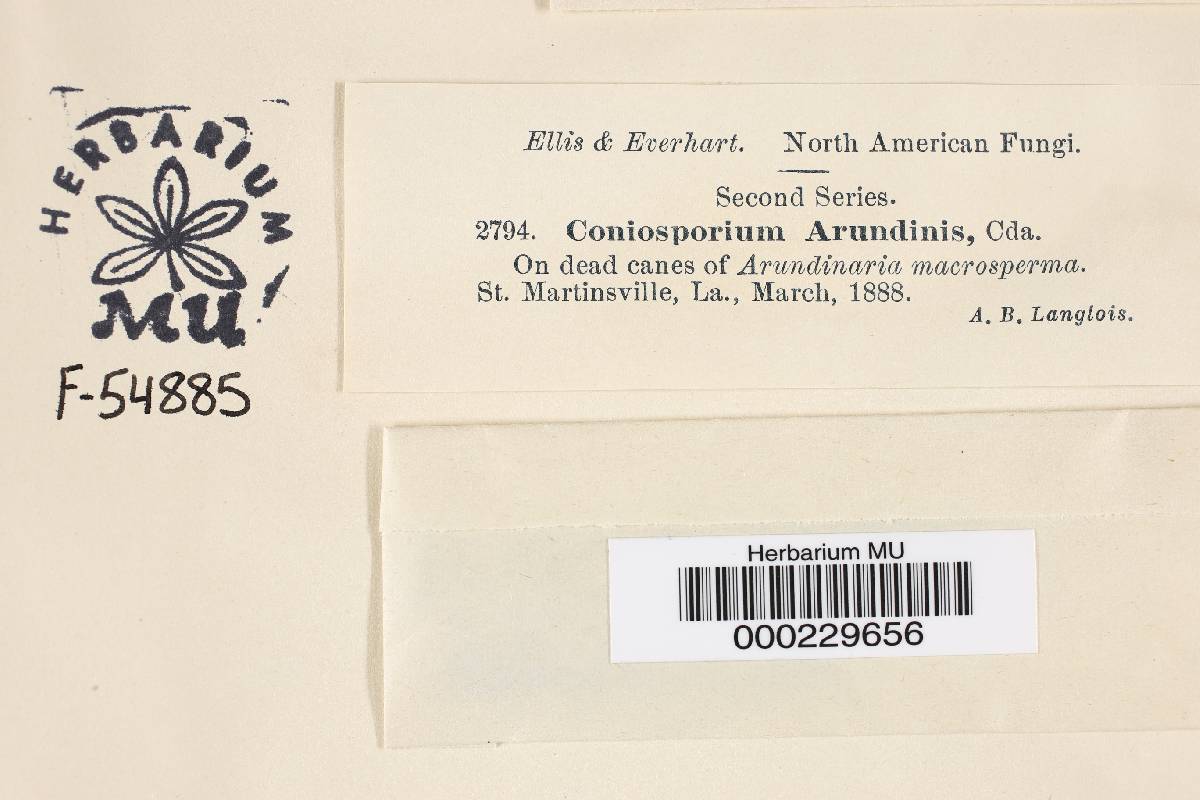 HERBARIUM
MU
F-54885
Ellis & Everhart. North American Fungi.
Second Series.
2794. Coniosporium Arundinis, Cda.
On dead canes of Arundinaria macrosperma.
St. Martinsville, La., March, 1888.
A. B. Langlois.
Herbarium MU
000229656